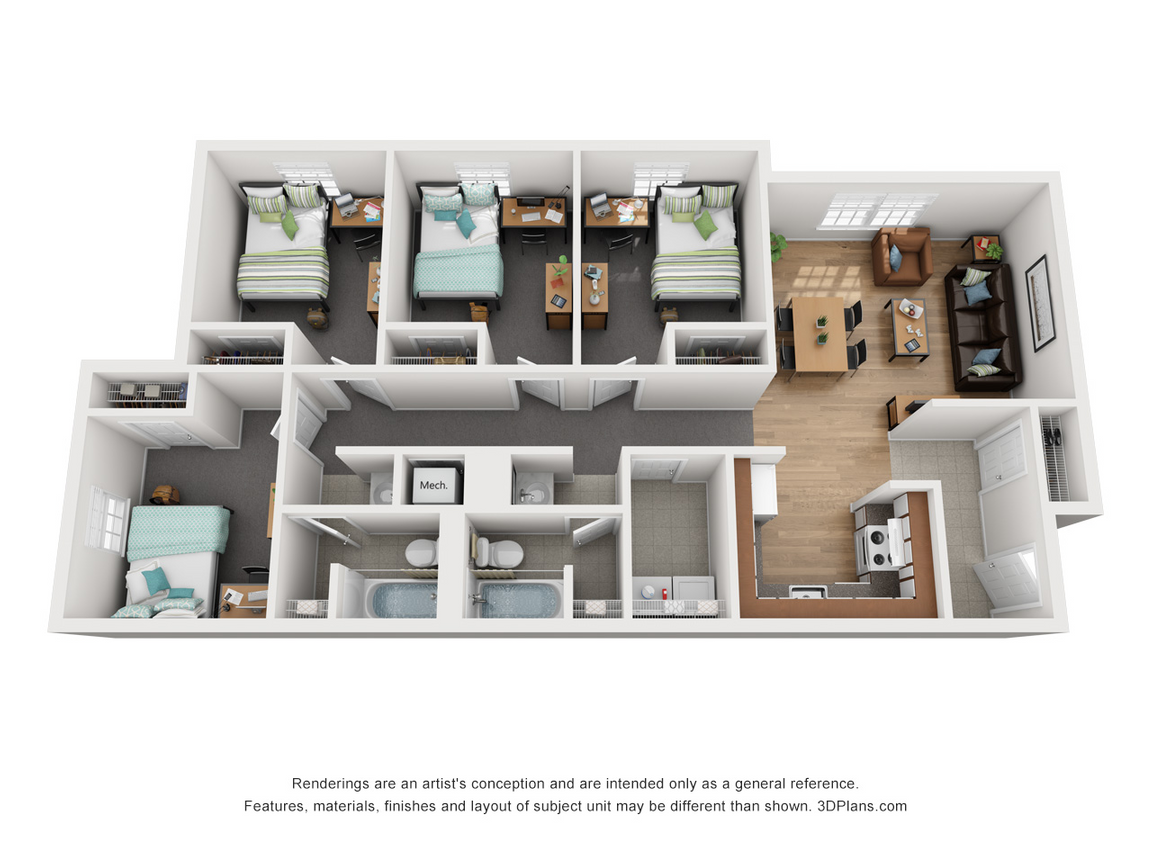 Mech.
Renderings are an artist's conception and are intended only as a general reference.
Features, materials, finishes and layout of subject unit may be different than shown. 3DPlans.com